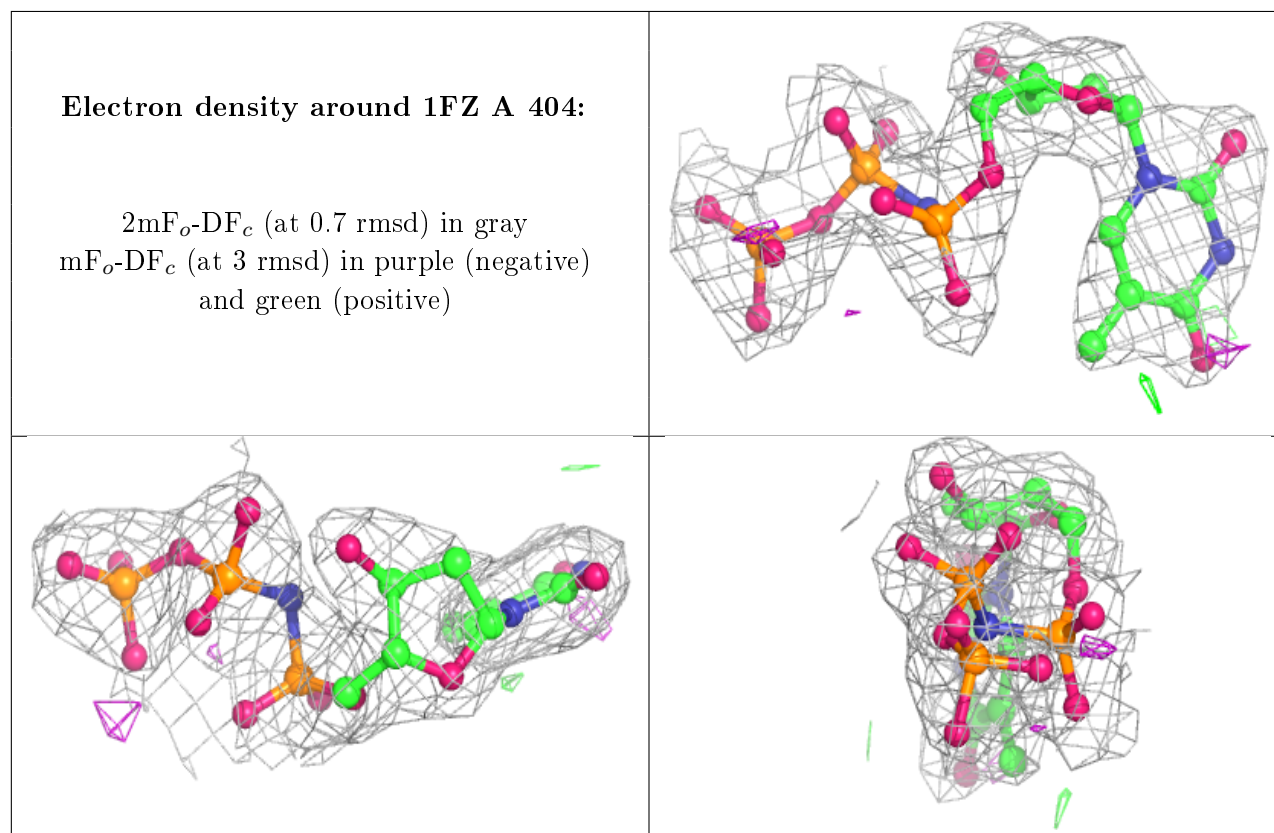 Electron density around 1FZ A 404:
2mFₒ-DF𝑐 (at 0.7 rmsd) in gray
mFₒ-DF𝑐 (at 3 rmsd) in purple (negative)
and green (positive)